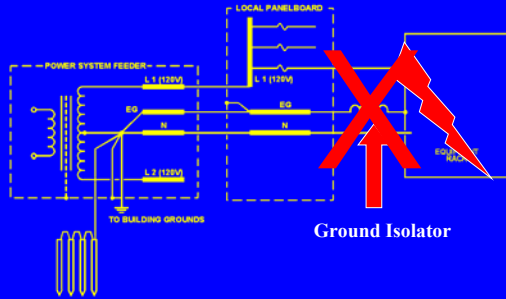 LOCAL PANELBOARD
POWER SYSTEM FEEDER
L 1 (120V)
L 1 (120V)
EG
EG
N
N
EQUIPMENT
RACK
L 2 (120V)
TO BUILDING GROUNDS
Ground Isolator